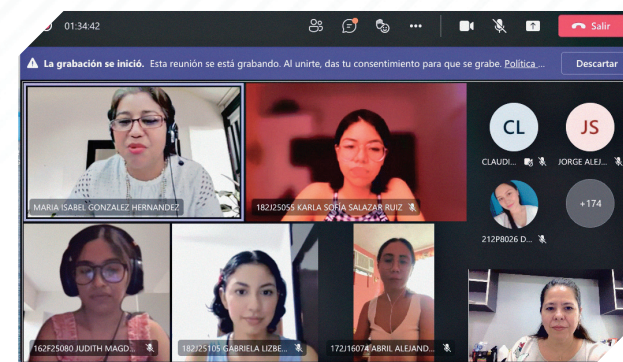 01:34:42
Salir
La grabación se inició. Esta reunión se está grabando. Al unirte, das tu consentimiento para que se grabe. Política ...
Descartar
MARIA ISABEL GONZALEZ HERNANDEZ
182J25055 KARLA SOFIA SALAZAR RUIZ
CL
CLAUDI...
JS
JORGE ALEJ...
212P8026 D...
+174
162F25080 JUDITH MAGD...
182J25105 GABRIELA LIZBE...
172J16074 ABRIL ALEJAND...